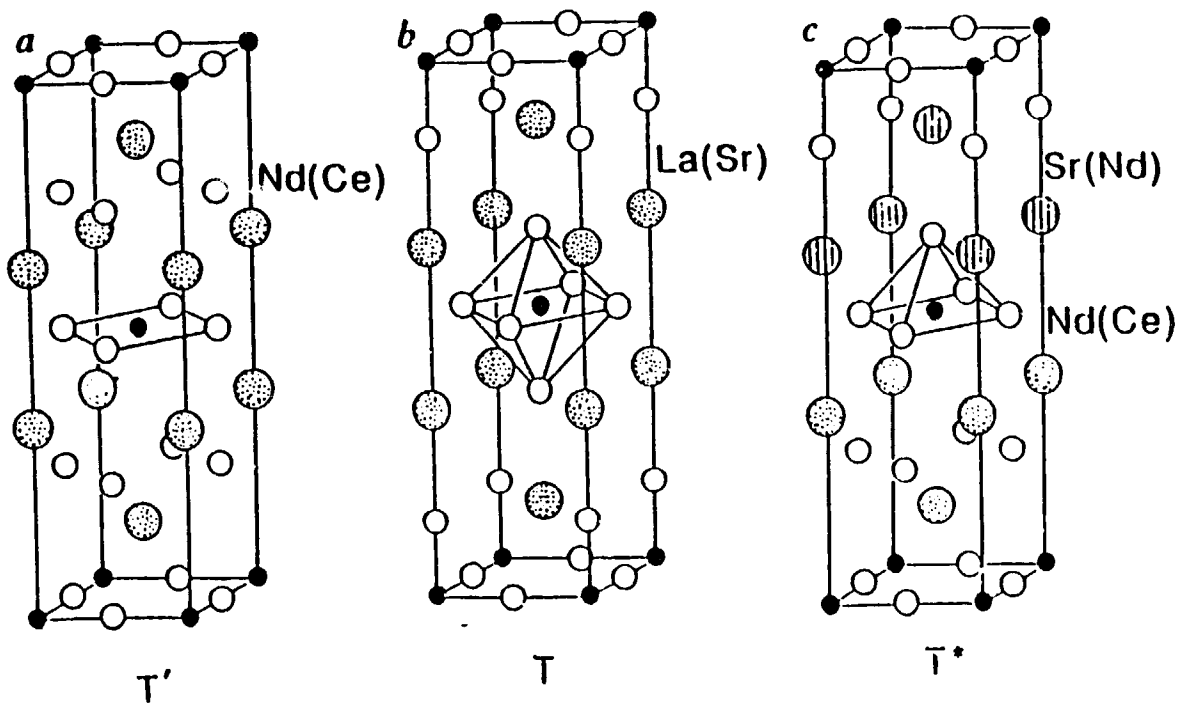 a
b
c
Nd(Ce)
La(Sr)
Sr(Nd)
Nd(Ce)
T′
T
T*